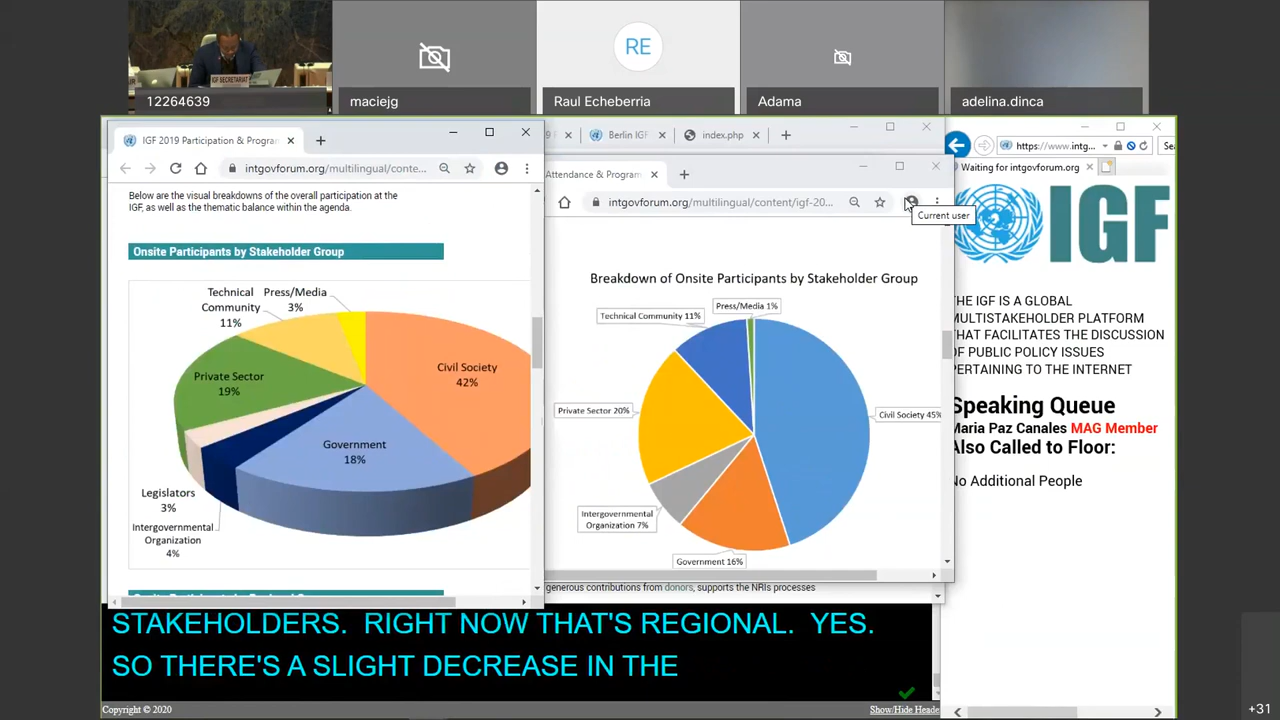 IGF SECRETARIAT
12264639
maciejg
RE
Raul Echeberria
Adama
adelina.dinca
IGF 2019 Participation & Program
intgovforum.org/multilingual/conte...
Below are the visual breakdowns of the overall participation at the
IGF, as well as the thematic balance within the agenda.
Onsite Participants by Stakeholder Group
Technical
Community
11%
Press/Media
3%
Civil Society
42%
Private Sector
19%
Government
18%
Legislators
3%
Intergovernmental
Organization
4%
Berlin IGF
index.php
Attendance & Program
intgovforum.org/multilingual/content/igf-20...
Current user
Breakdown of Onsite Participants by Stakeholder Group
Technical Community 11%
Press/Media 1%
Private Sector 20%
Civil Society 45%
Intergovernmental
Organization 7%
Government 16%
generous contributions from donors, supports the NRIs processes
https://www.intg...
Waiting for intgovforum.org
IGF
THE IGF IS A GLOBAL
MULTISTAKEHOLDER PLATFORM
THAT FACILITATES THE DISCUSSION
OF PUBLIC POLICY ISSUES
PERTAINING TO THE INTERNET
Speaking Queue
Maria Paz Canales MAG Member
Also Called to Floor:
No Additional People
STAKEHOLDERS. RIGHT NOW THAT'S REGIONAL. YES.
SO THERE'S A SLIGHT DECREASE IN THE
Copyright © 2020
Show/Hide Heade
+31